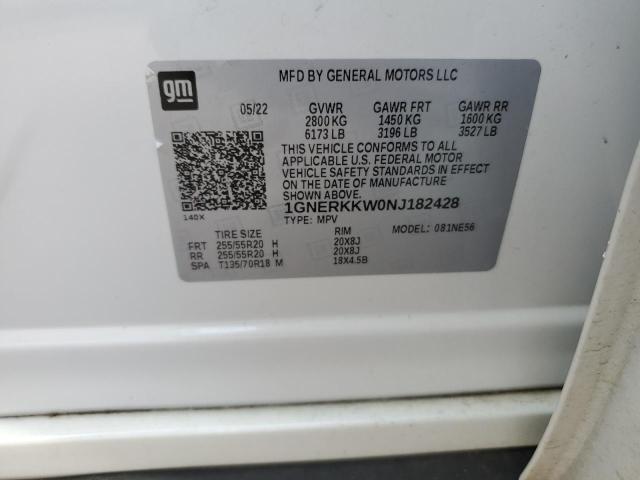 gm
MFD BY GENERAL MOTORS LLC
05/22 GVWR GAWR FRT GAWR RR
2800 KG 1450 KG 1600 KG
6173 LB 3196 LB 3527 LB
THIS VEHICLE CONFORMS TO ALL
APPLICABLE U.S. FEDERAL MOTOR
VEHICLE SAFETY STANDARDS IN EFFECT
ON THE DATE OF MANUFACTURE
SHOWN ABOVE.
1GNERKKW0NJ182428
TYPE: MPV MODEL: 081NE56
140X
TIRE SIZE RIM
FRT 255/55R20 H 20X8J
RR 255/55R20 H 20X8J
SPA T135/70R18 M 18X4.5B